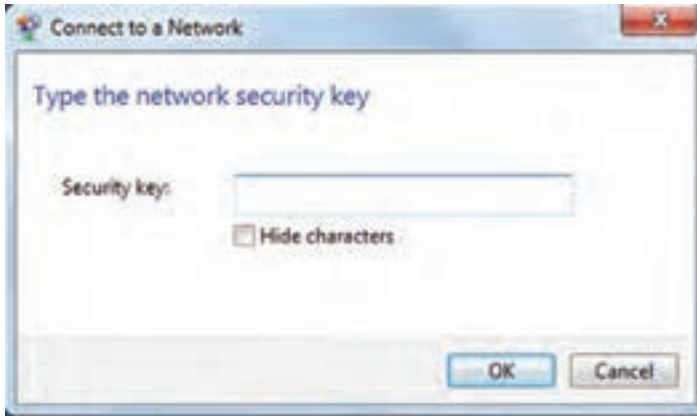 Connect to a Network
Type the network security key
Security key:
Hide characters
OK
Cancel